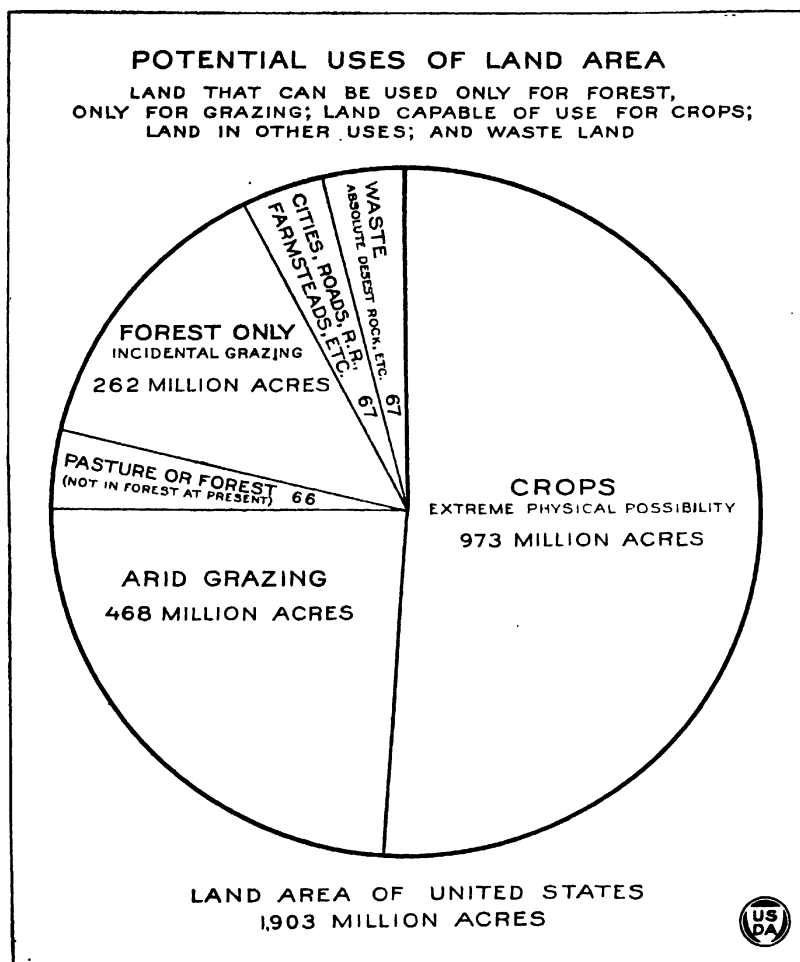 POTENTIAL USES OF LAND AREA
LAND THAT CAN BE USED ONLY FOR FOREST,
ONLY FOR GRAZING; LAND CAPABLE OF USE FOR CROPS;
LAND IN OTHER USES; AND WASTE LAND
WASTE
ABSOLUTE DESEST ROCK, ETC. 67
CITIES, ROADS, R.R.,
FARMSTEADS, ETC. 67
FOREST ONLY
INCIDENTAL GRAZING
262 MILLION ACRES
PASTURE OR FOREST
(NOT IN FOREST AT PRESENT) 66
CROPS
EXTREME PHYSICAL POSSIBILITY
973 MILLION ACRES
ARID GRAZING
468 MILLION ACRES
LAND AREA OF UNITED STATES
1,903 MILLION ACRES
US
DA